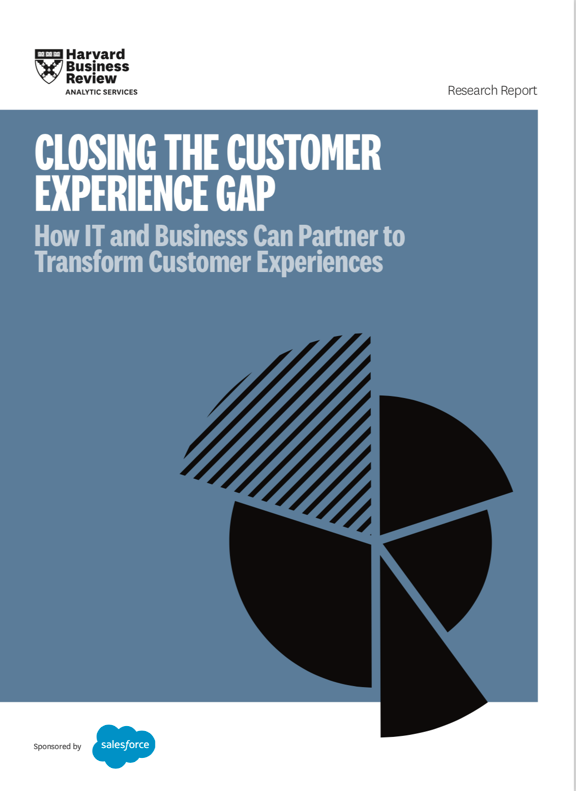 Harvard
Business
Review
ANALYTIC SERVICES
Research Report
CLOSING THE CUSTOMER
EXPERIENCE GAP
How IT and Business Can Partner to
Transform Customer Experiences
Sponsored by
salesforce